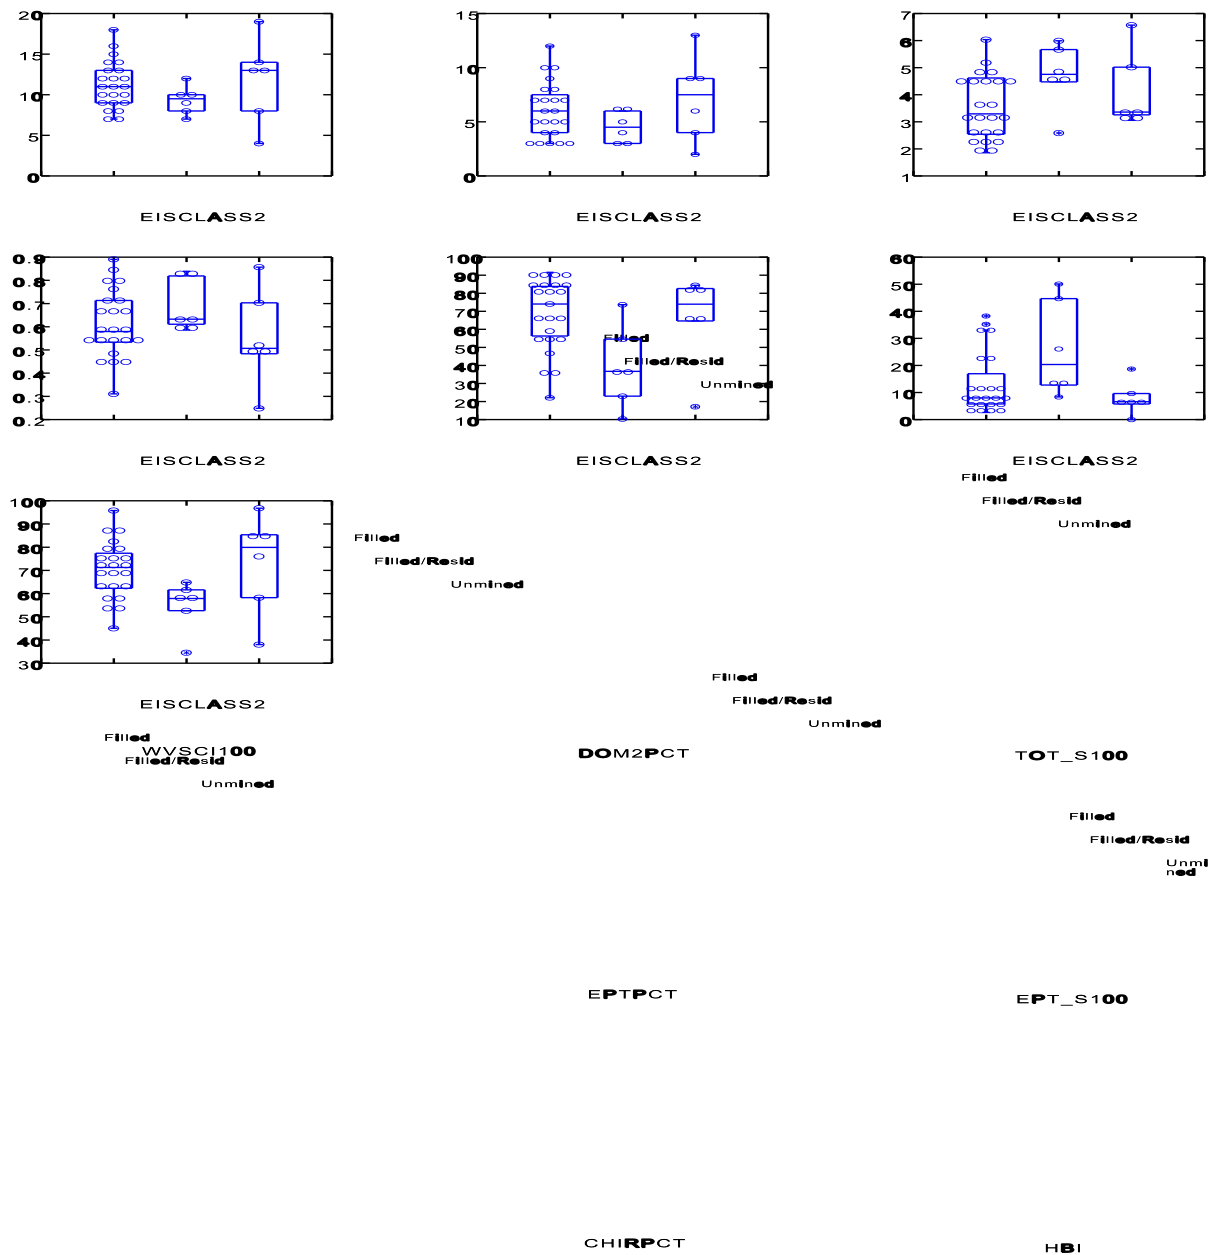 20
15
10
5
0
EISCLASS2
15
10
5
0
EISCLASS2
7
6
5
4
3
2
1
EISCLASS2
0.9
0.8
0.7
0.6
0.5
0.4
0.3
0.2
EISCLASS2
100
90
80
70
60
50
40
30
20
10
Filled
Filled/Resid
Unmined
EISCLASS2
60
50
40
30
20
10
0
EISCLASS2
Filled
Filled/Resid
Unmined
100
90
80
70
60
50
40
30
EISCLASS2
Filled
Filled/Resid
Unmined
Filled
Filled/Resid
Unmined
Filled
WVSCI100
Filled/Resid
Unmined
DOM2PCT
TOT_S100
Filled
Filled/Resid
Unmi
ned
EPTPCT
EPT_S100
CHIRPCT
HBI